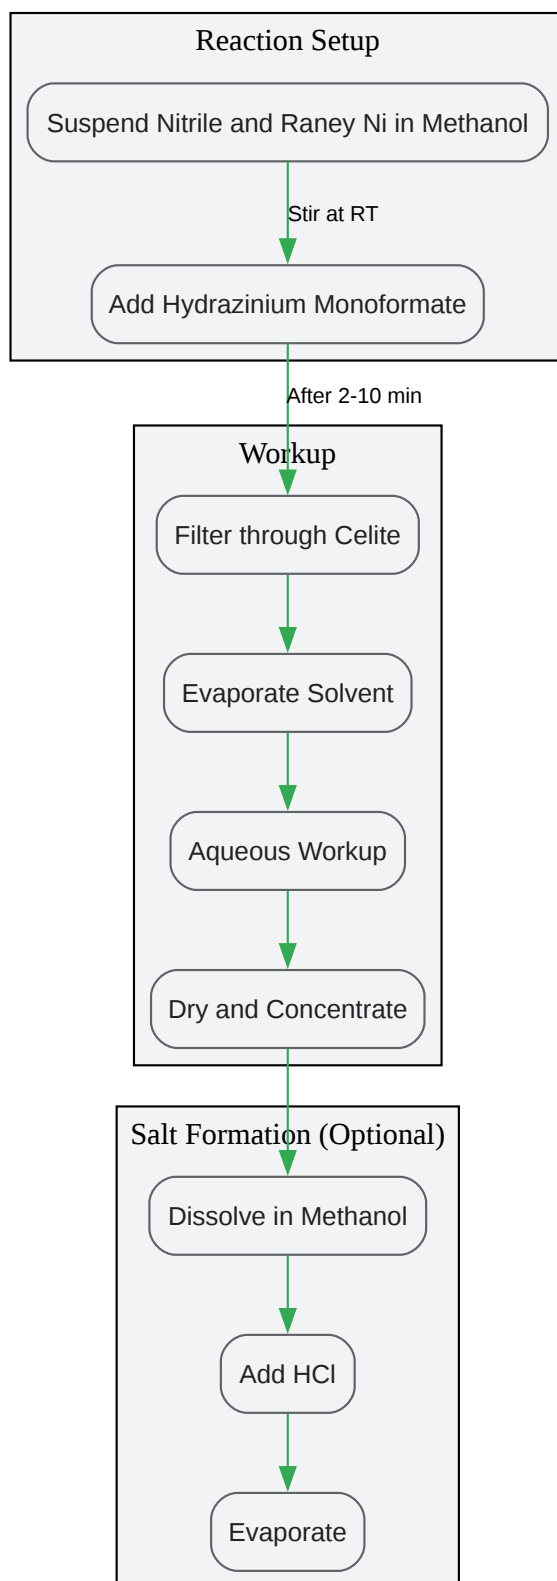 Reaction Setup
Suspend Nitrile and Raney Ni in Methanol
Stir at RT
Add Hydrazinium Monoformate
After 2-10 min
Workup
Filter through Celite
Evaporate Solvent
Aqueous Workup
Dry and Concentrate
Salt Formation (Optional)
Dissolve in Methanol
Add HCl
Evaporate